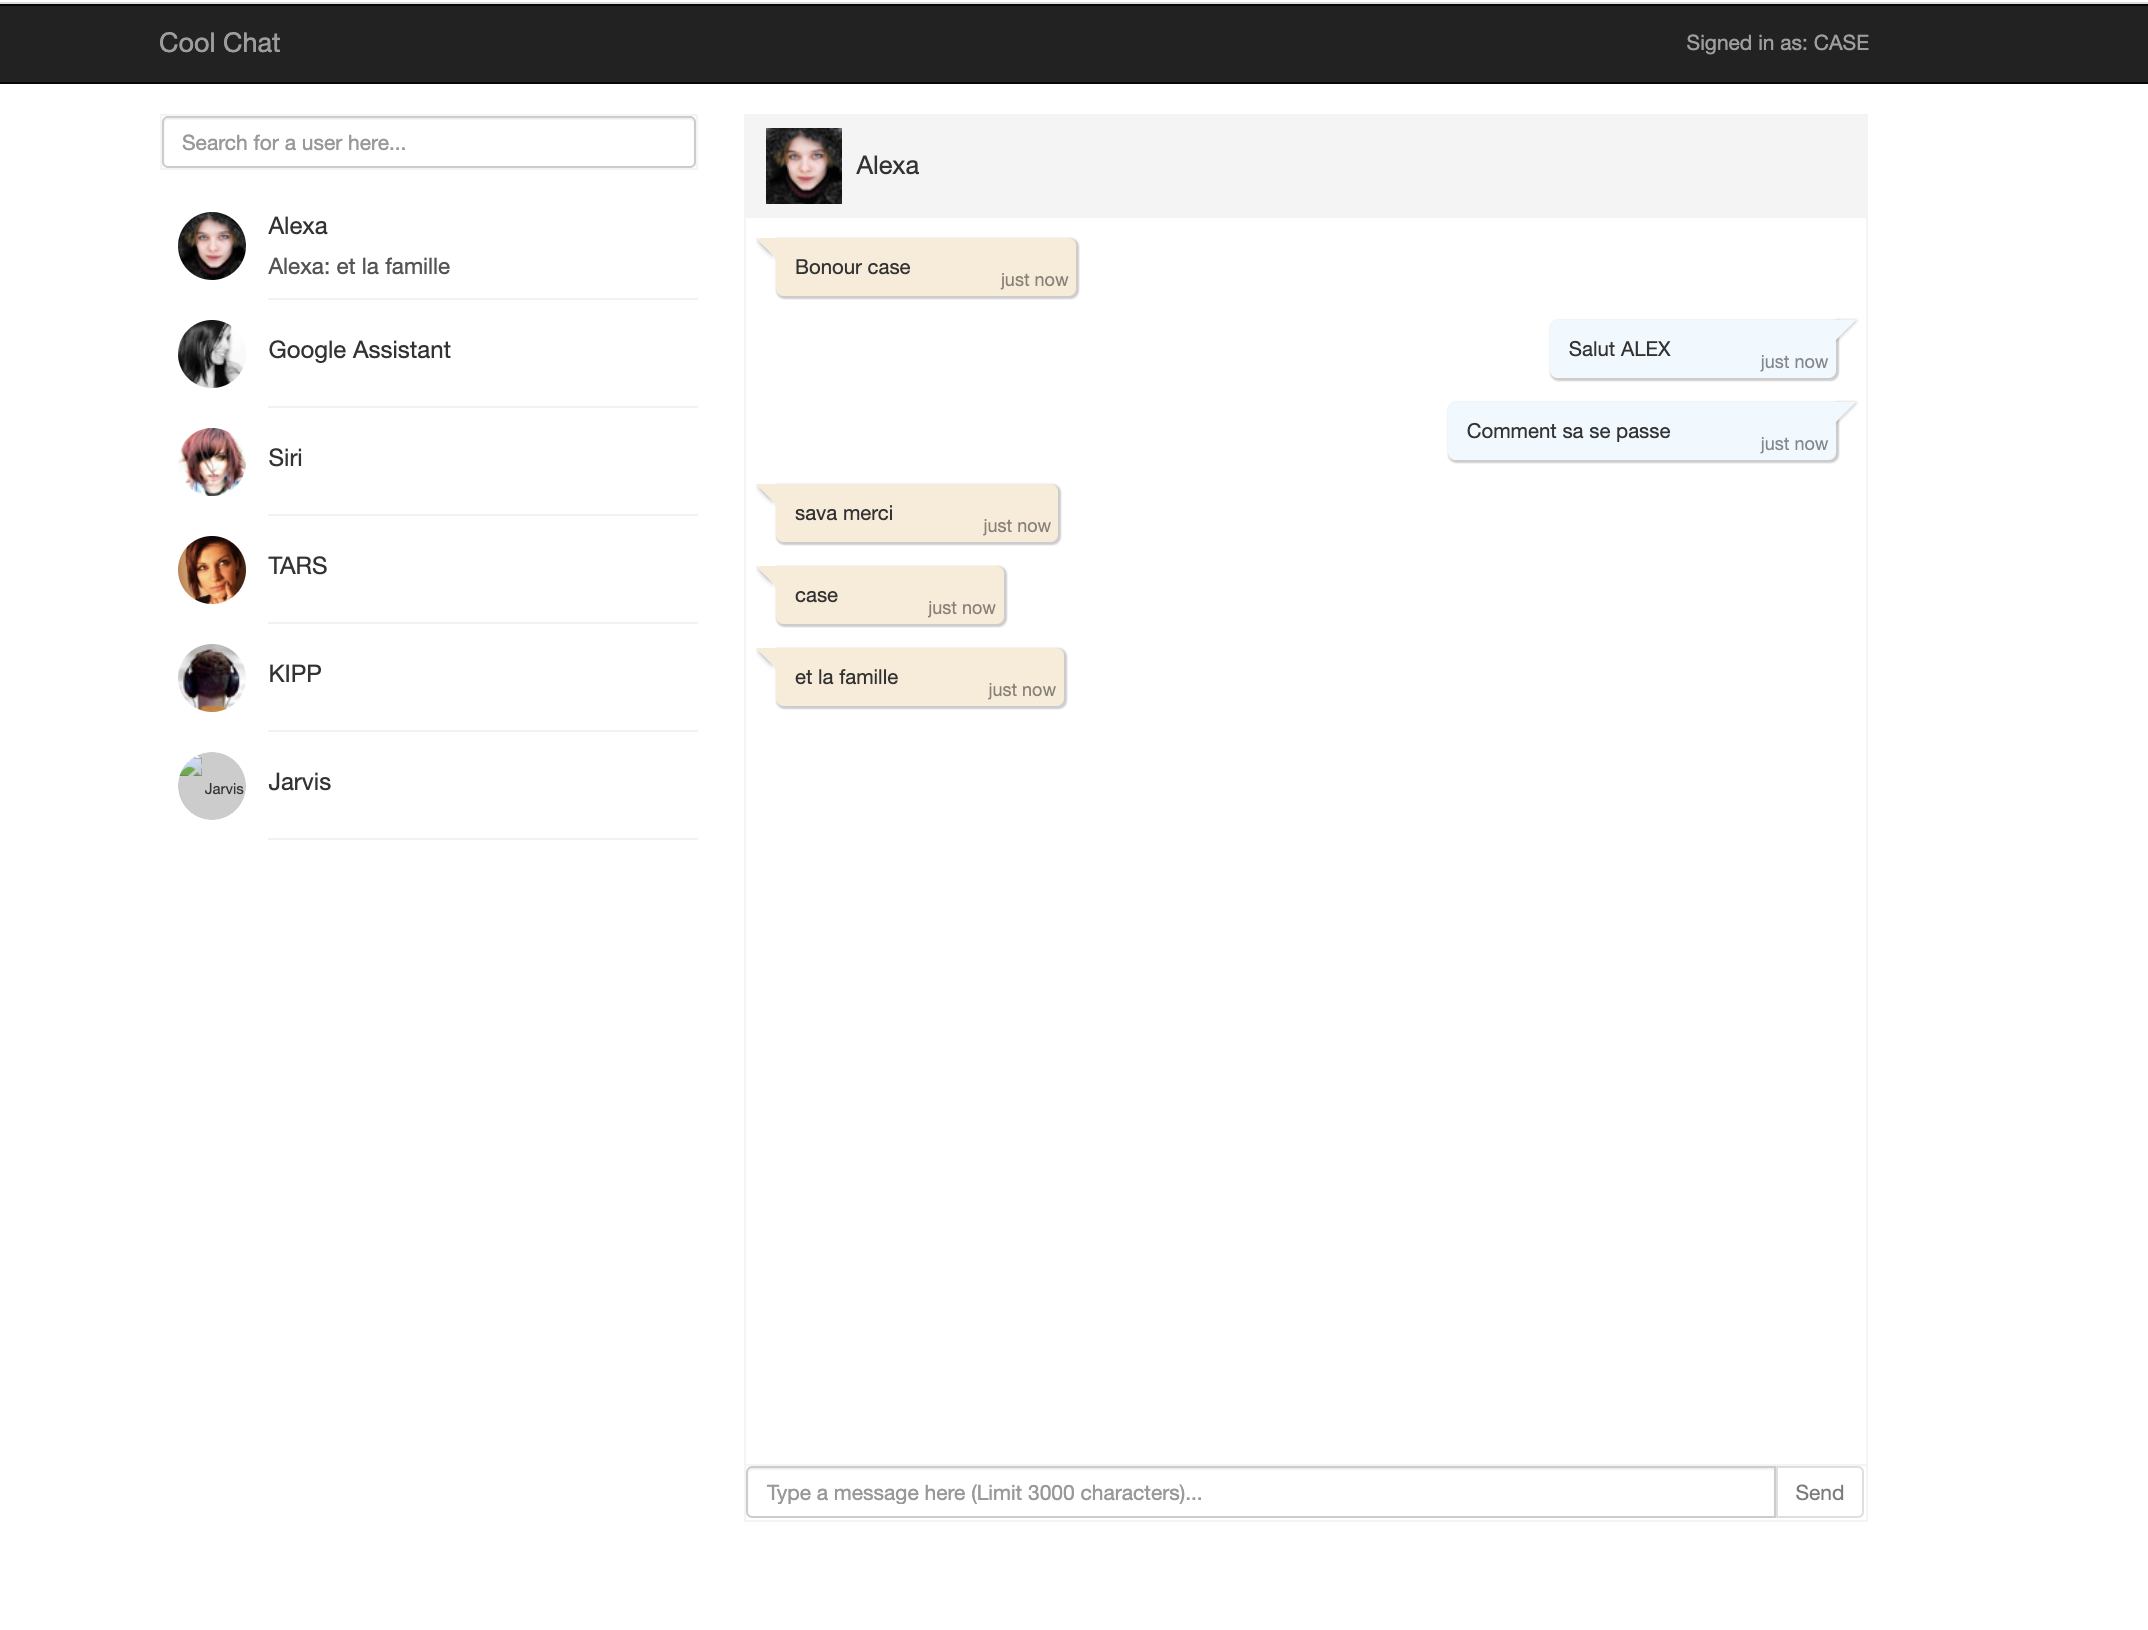 Cool Chat
Signed in as: CASE
Search for a user here...
Alexa
Alexa: et la famille
Google Assistant
Siri
TARS
KIPP
Jarvis
Jarvis
Alexa
Bonour case
just now
Salut ALEX
just now
Comment sa se passe
just now
sava merci
just now
case
just now
et la famille
just now
Type a message here (Limit 3000 characters)...
Send